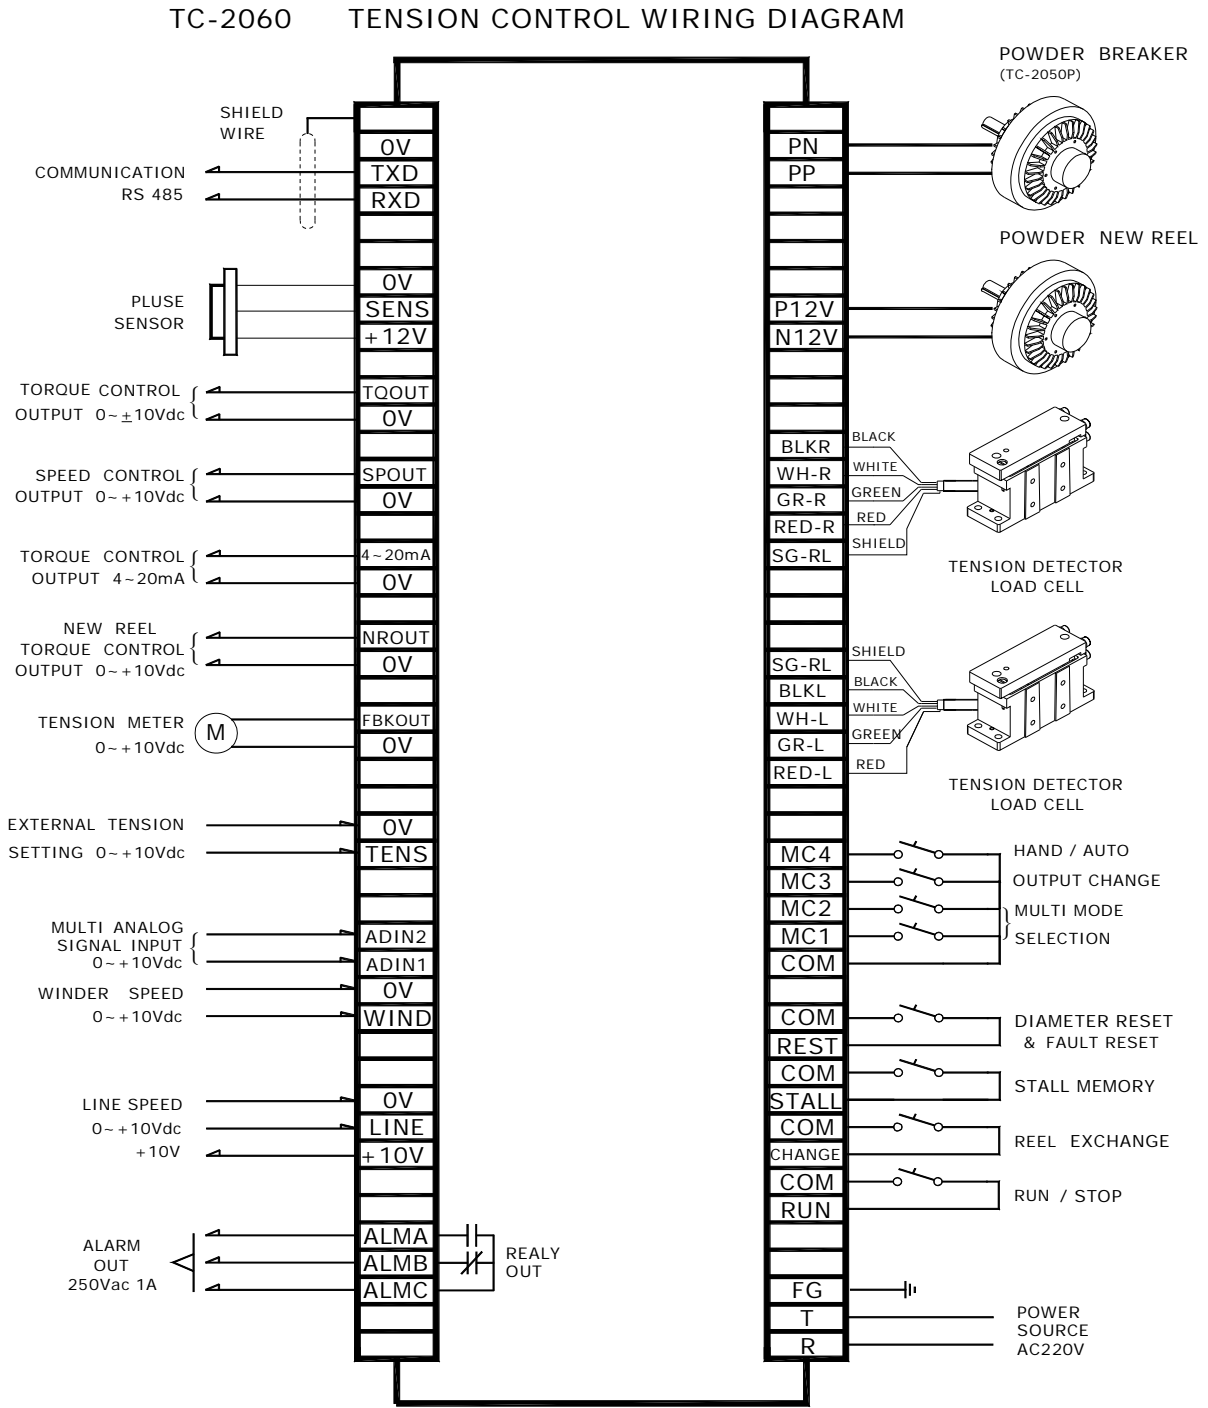 TC-2060 TENSION CONTROL WIRING DIAGRAM
SHIELD
WIRE
COMMUNICATION
RS 485
PLUSE
SENSOR
TORQUE CONTROL
OUTPUT 0~±10Vdc
SPEED CONTROL
OUTPUT 0~+10Vdc
TORQUE CONTROL
OUTPUT 4~20mA
NEW REEL
TORQUE CONTROL
OUTPUT 0~+10Vdc
TENSION METER
0~+10Vdc
M
EXTERNAL TENSION
SETTING 0~+10Vdc
MULTI ANALOG
SIGNAL INPUT
0~+10Vdc
WINDER SPEED
0~+10Vdc
LINE SPEED
0~+10Vdc
+10V
ALARM
OUT
250Vac 1A
0V
TXD
RXD
0V
SENS
+12V
TQOUT
0V
SPOUT
0V
4~20mA
0V
NROUT
0V
FBKOUT
0V
0V
TENS
ADIN2
ADIN1
0V
WIND
0V
LINE
+10V
ALMA
ALMB
ALMC
REALY
OUT
PN
PP
P12V
N12V
BLKR
WH-R
GR-R
RED-R
SG-RL
SG-RL
BLKL
WH-L
GR-L
RED-L
MC4
MC3
MC2
MC1
COM
COM
REST
COM
STALL
COM
CHANGE
COM
RUN
FG
T
R
POWDER BREAKER
(TC-2050P)
POWDER NEW REEL
BLACK
WHITE
GREEN
RED
SHIELD
TENSION DETECTOR
LOAD CELL
SHIELD
BLACK
WHITE
GREEN
RED
TENSION DETECTOR
LOAD CELL
HAND / AUTO
OUTPUT CHANGE
MULTI MODE
SELECTION
DIAMETER RESET
& FAULT RESET
STALL MEMORY
REEL EXCHANGE
RUN / STOP
POWER
SOURCE
AC220V